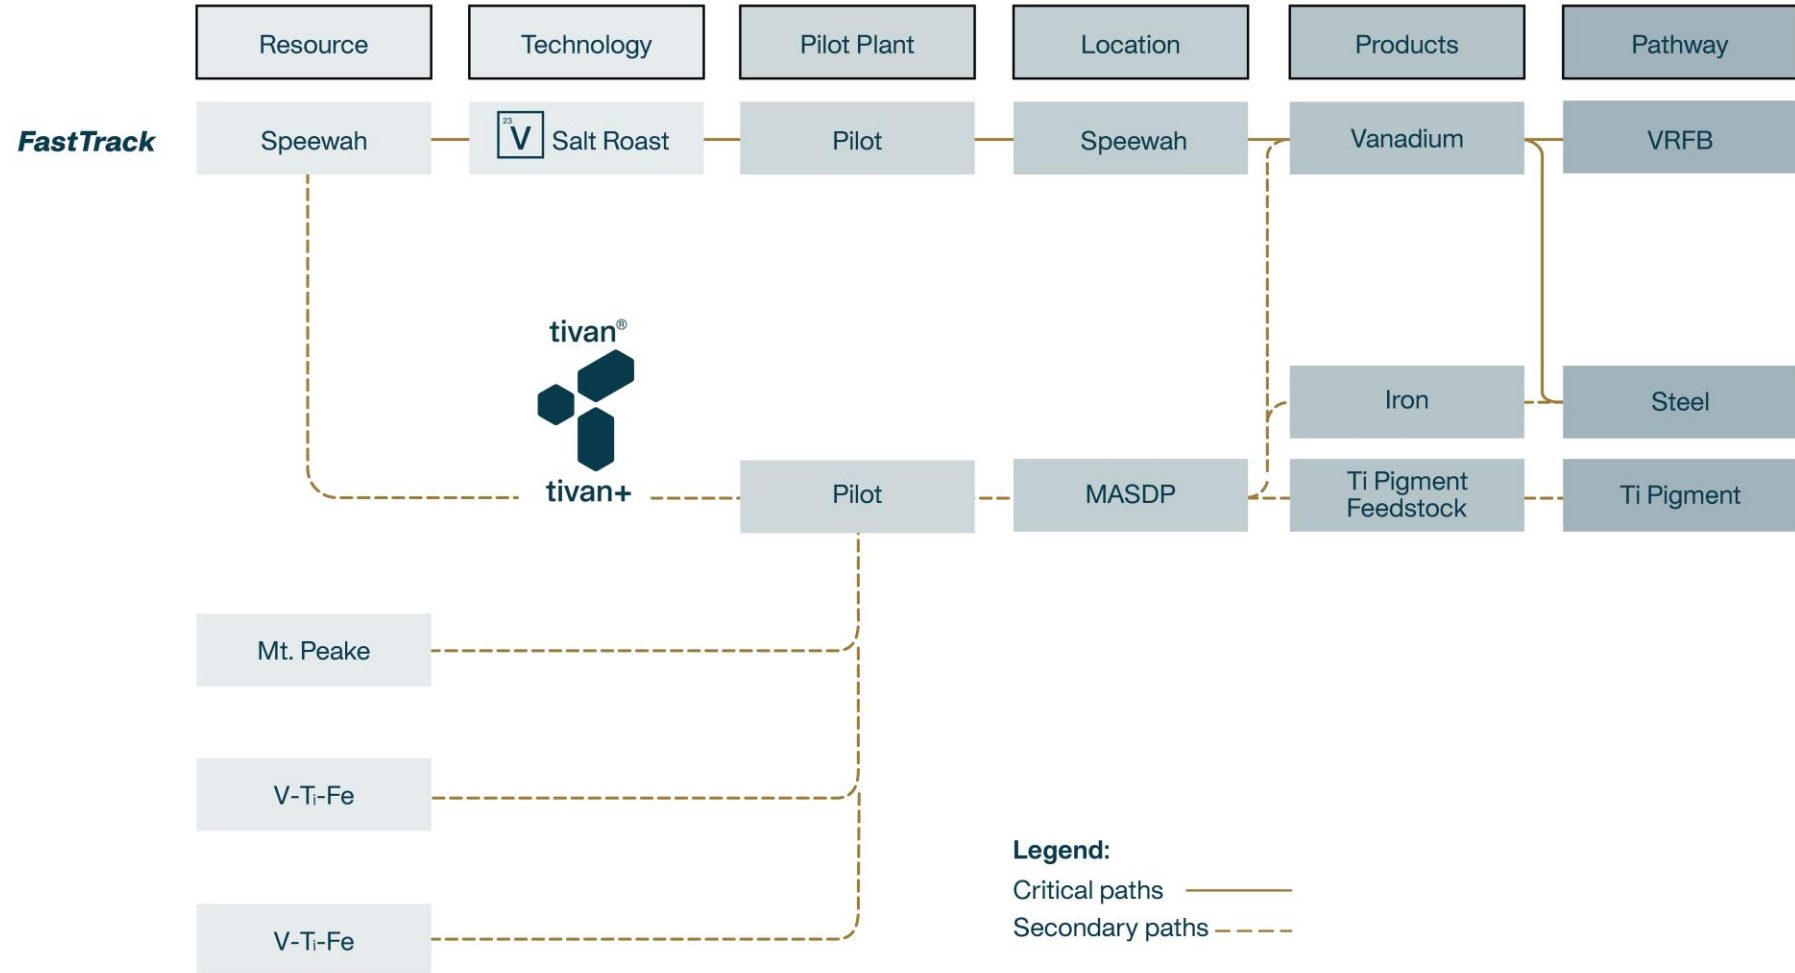 Resource
Technology
Pilot Plant
Location
Products
Pathway
FastTrack
Speewah
23
V
Salt Roast
Pilot
Speewah
Vanadium
VRFB
tivan®
tivan+
Iron
Steel
Pilot
MASDP
Ti Pigment
Feedstock
Ti Pigment
Mt. Peake
V-Ti-Fe
V-Ti-Fe
Legend:
Critical paths
Secondary paths